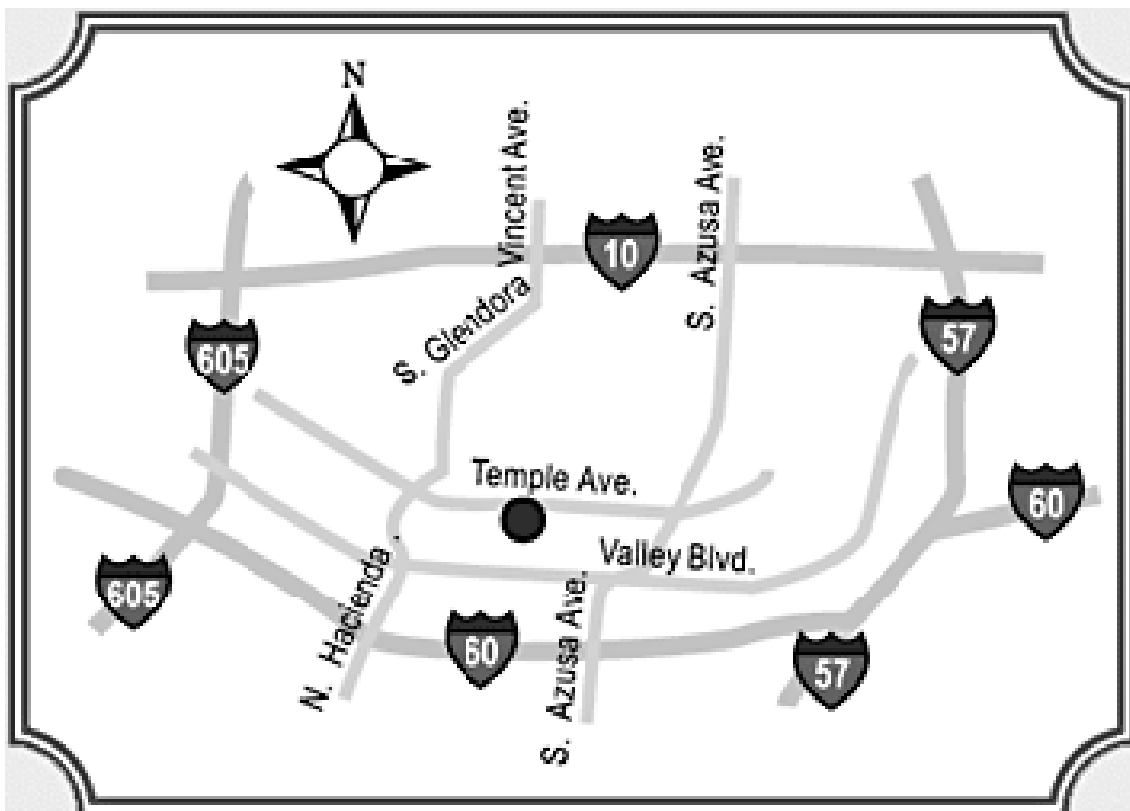 N
Vincent Ave.
S. Azusa Ave.
10
S. Glendora
605
57
Temple Ave.
60
Valley Blvd.
605
N. Hacienda
S. Azusa Ave.
60
57